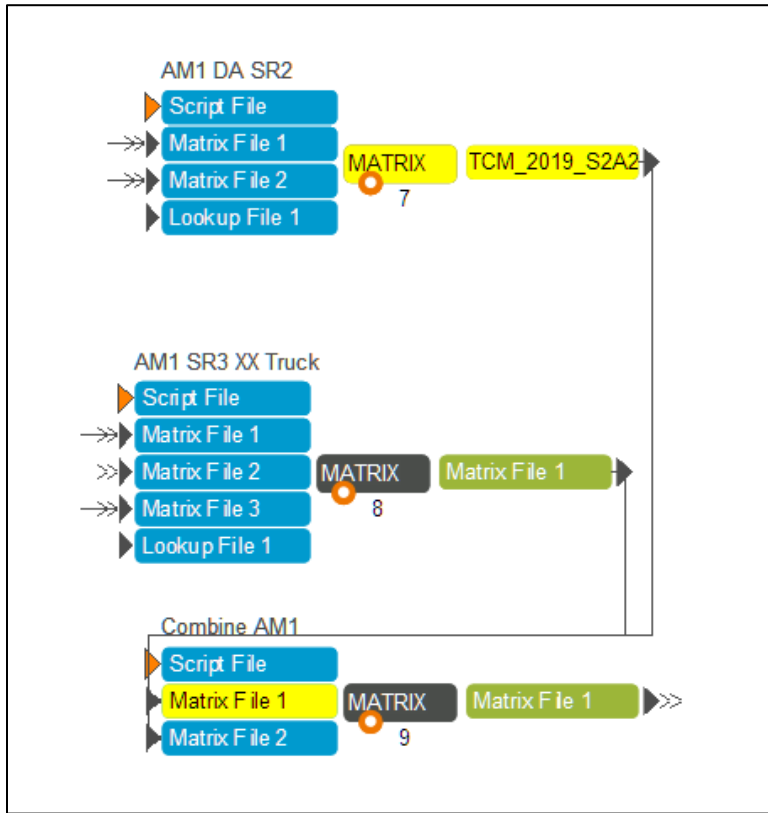 AM1 DA SR2
Script File
Matrix File 1
Matrix File 2
Lookup File 1
MATRIX
7
TCM_2019_S2A2
AM1 SR3 XX Truck
Script File
Matrix File 1
Matrix File 2
Matrix File 3
Lookup File 1
MATRIX
8
Matrix File 1
Combine AM1
Script File
Matrix File 1
Matrix File 2
MATRIX
9
Matrix File 1